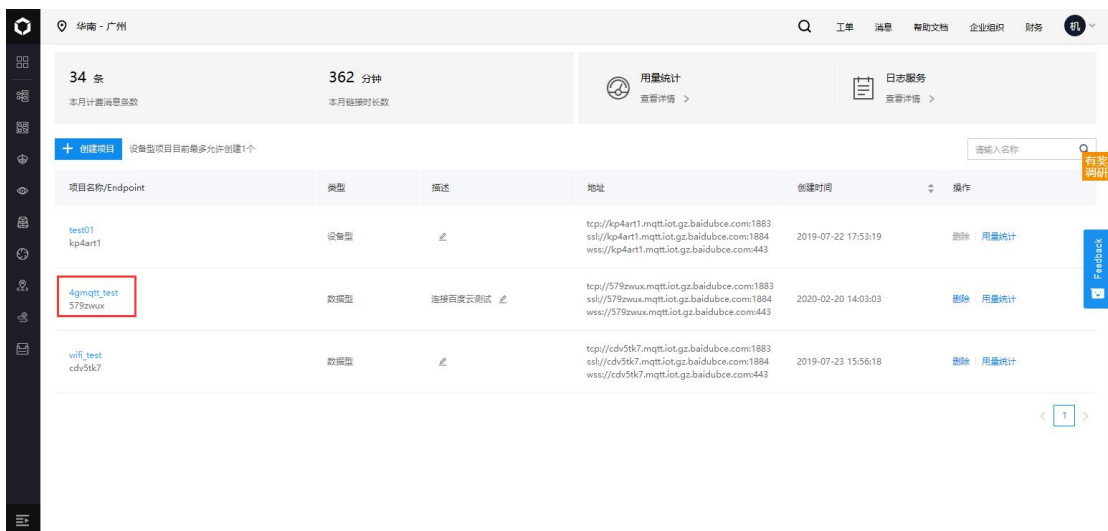 华南 - 广州
工单 消息 帮助文档 企业组织 财务 机
34 条
本月计费消息条数
362 分钟
本月链接时长数
用量统计
查看详情 >
日志服务
查看详情 >
+ 创建项目 设备型项目目前最多允许创建1个
请输入名称
有奖
调研
项目名称/Endpoint 类型 描述 地址 创建时间 操作
test01
kp4art1
设备型
tcp://kp4art1.mqtt.iot.gz.baidubce.com:1883
ssl://kp4art1.mqtt.iot.gz.baidubce.com:1884
wss://kp4art1.mqtt.iot.gz.baidubce.com:443
2019-07-22 17:53:19
删除 用量统计
Feedback
4gmqtt_test
579zwux
数据型
连接百度云测试
tcp://579zwux.mqtt.iot.gz.baidubce.com:1883
ssl://579zwux.mqtt.iot.gz.baidubce.com:1884
wss://579zwux.mqtt.iot.gz.baidubce.com:443
2020-02-20 14:03:03
删除 用量统计
wifi_test
cdv5tk7
数据型
tcp://cdv5tk7.mqtt.iot.gz.baidubce.com:1883
ssl://cdv5tk7.mqtt.iot.gz.baidubce.com:1884
wss://cdv5tk7.mqtt.iot.gz.baidubce.com:443
2019-07-23 15:56:18
删除 用量统计
< 1 >